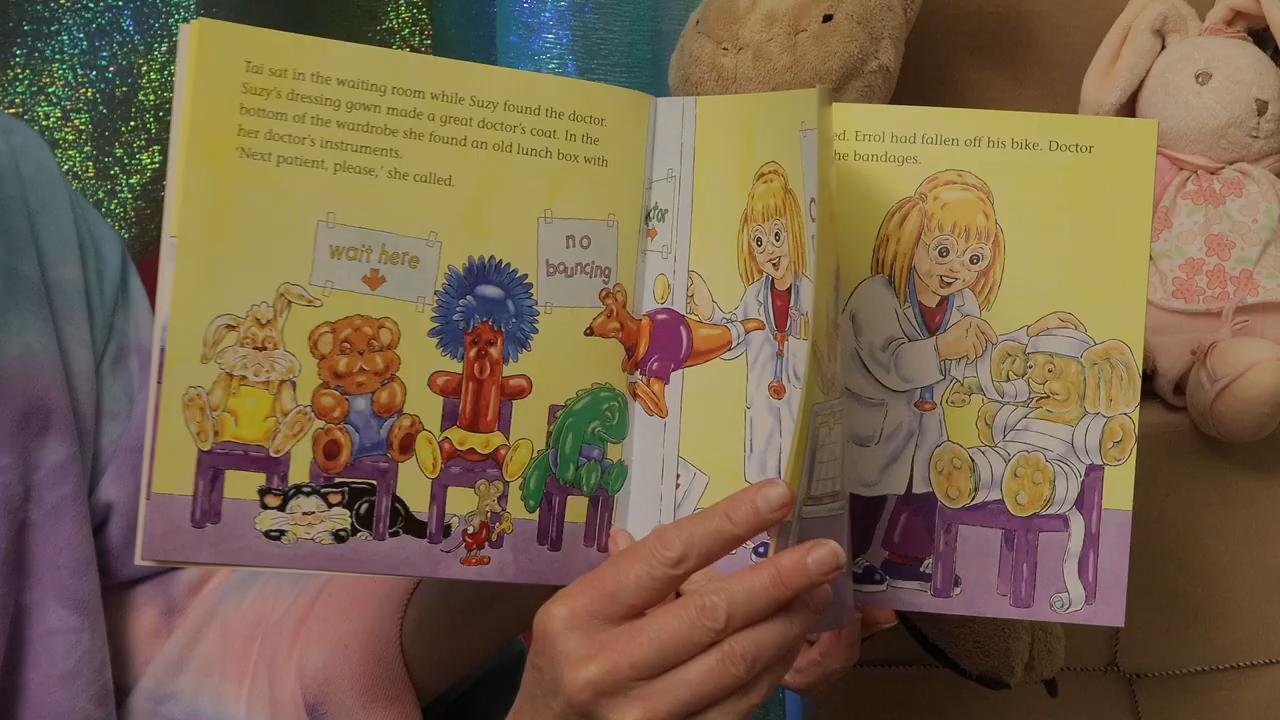 Tai sat in the waiting room while Suzy found the doctor.
Suzy's dressing gown made a great doctor's coat. In the
bottom of the wardrobe she found an old lunch box with
her doctor's instruments.
'Next patient, please,' she called.
wait here
no
bouncing
ed. Errol had fallen off his bike. Doctor
he bandages.